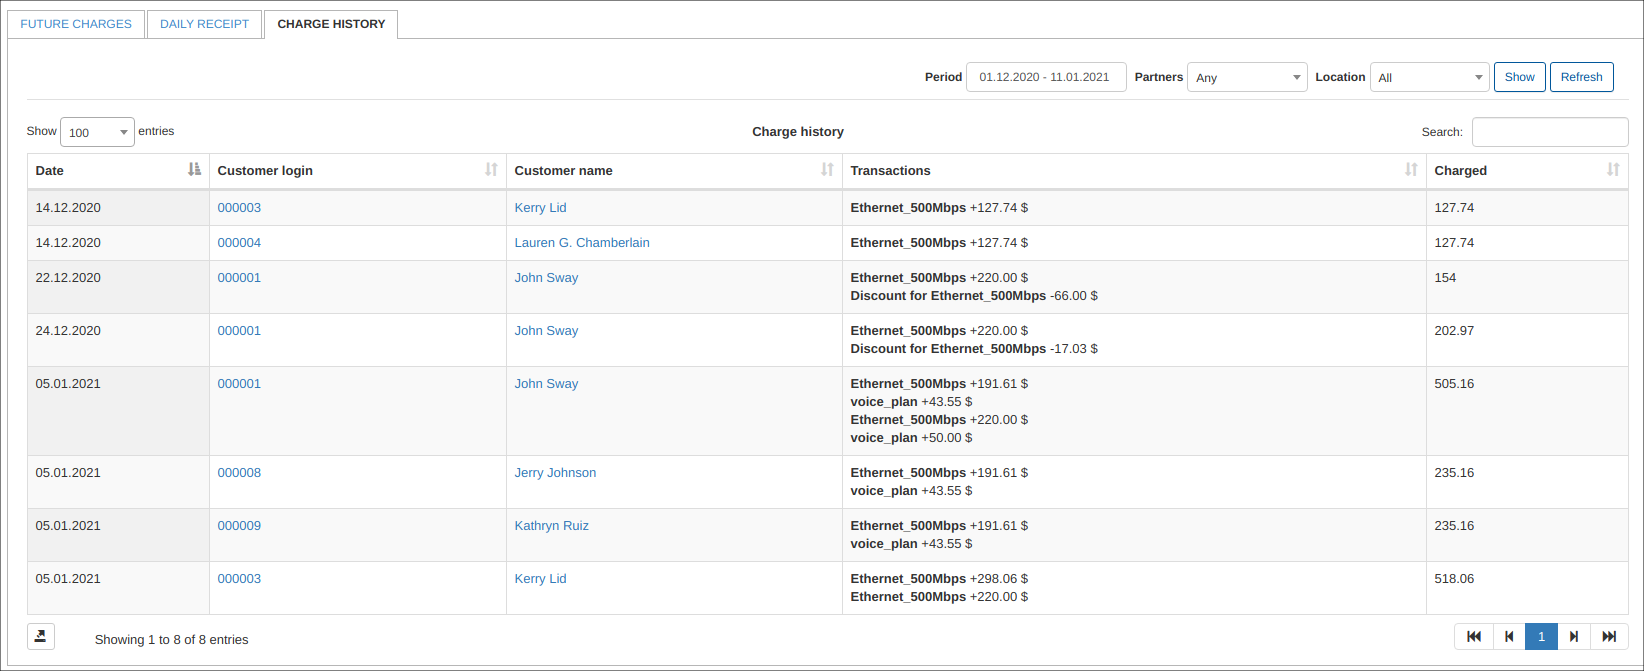 FUTURE CHARGES DAILY RECEIPT CHARGE HISTORY
Period 01.12.2020 - 11.01.2021 Partners Any Location All Show Refresh
Show 100 entries Charge history Search:
Date Customer login Customer name Transactions Charged
14.12.2020 000003 Kerry Lid Ethernet_500Mbps +127.74 $ 127.74
14.12.2020 000004 Lauren G. Chamberlain Ethernet_500Mbps +127.74 $ 127.74
22.12.2020 000001 John Sway Ethernet_500Mbps +220.00 $ 154
Discount for Ethernet_500Mbps -66.00 $
24.12.2020 000001 John Sway Ethernet_500Mbps +220.00 $ 202.97
Discount for Ethernet_500Mbps -17.03 $
05.01.2021 000001 John Sway Ethernet_500Mbps +191.61 $ 505.16
voice_plan +43.55 $
Ethernet_500Mbps +220.00 $
voice_plan +50.00 $
05.01.2021 000008 Jerry Johnson Ethernet_500Mbps +191.61 $ 235.16
voice_plan +43.55 $
05.01.2021 000009 Kathryn Ruiz Ethernet_500Mbps +191.61 $ 235.16
voice_plan +43.55 $
05.01.2021 000003 Kerry Lid Ethernet_500Mbps +298.06 $ 518.06
Ethernet_500Mbps +220.00 $
Showing 1 to 8 of 8 entries 1